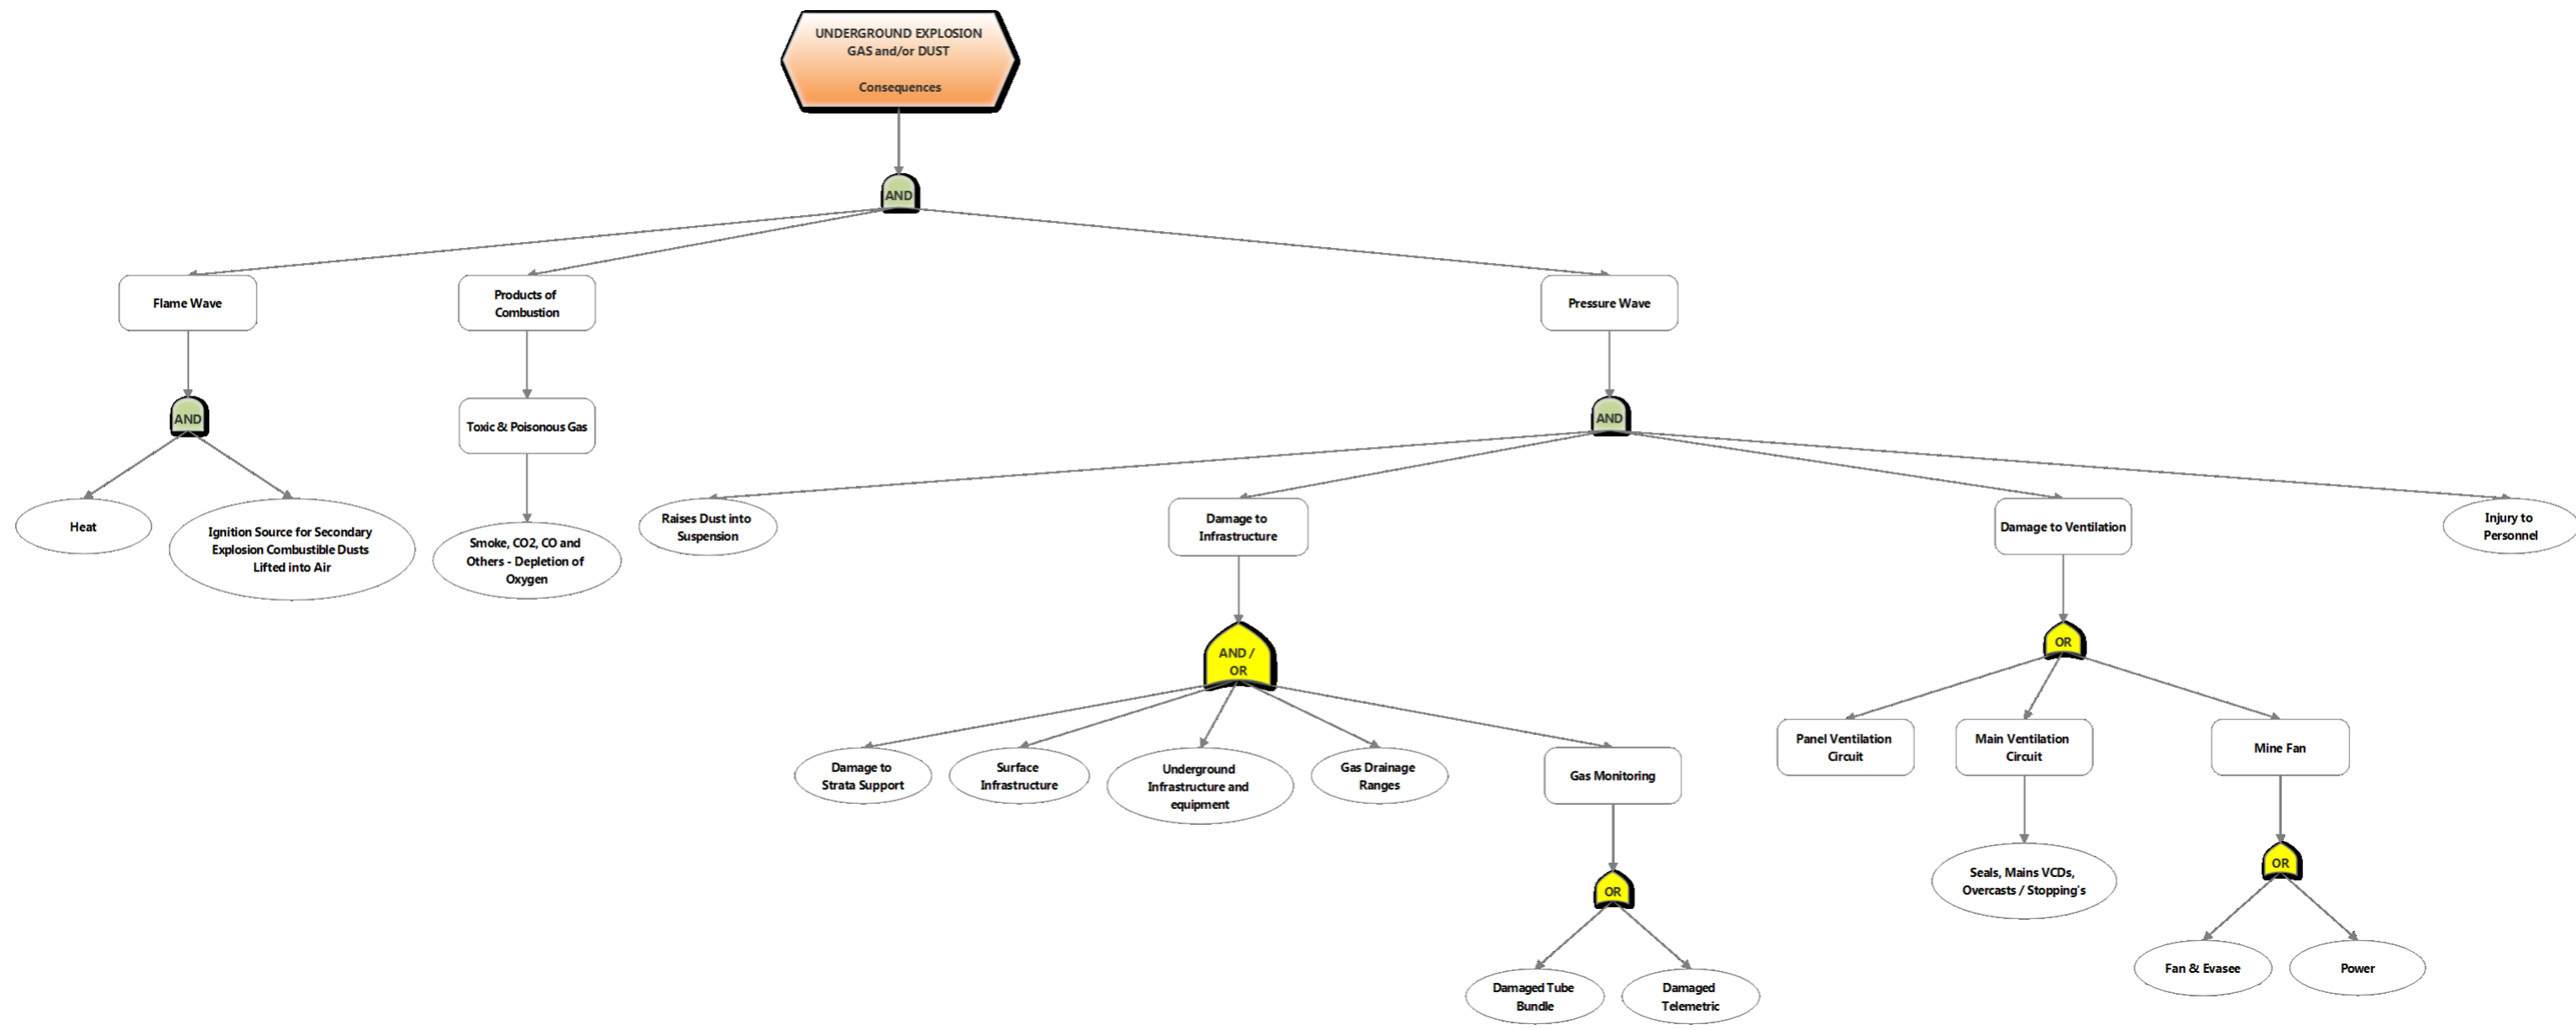 UNDERGROUND EXPLOSION
GAS and/or DUST
Consequences
AND
Flame Wave
Products of
Combustion
Pressure Wave
AND
Toxic & Poisonous Gas
AND
Heat
Ignition Source for Secondary
Explosion Combustible Dusts
Lifted into Air
Smoke, CO2, CO and
Others - Depletion of
Oxygen
Raises Dust into
Suspension
Damage to
Infrastructure
Damage to Ventilation
Injury to
Personnel
AND /
OR
OR
Damage to
Strata Support
Surface
Infrastructure
Underground
Infrastructure and
equipment
Gas Drainage
Ranges
Gas Monitoring
Panel Ventilation
Circuit
Main Ventilation
Circuit
Mine Fan
OR
Seals, Mains VCDs,
Overcasts / Stopping's
OR
Damaged Tube
Bundle
Damaged
Telemetric
Fan & Evasee
Power